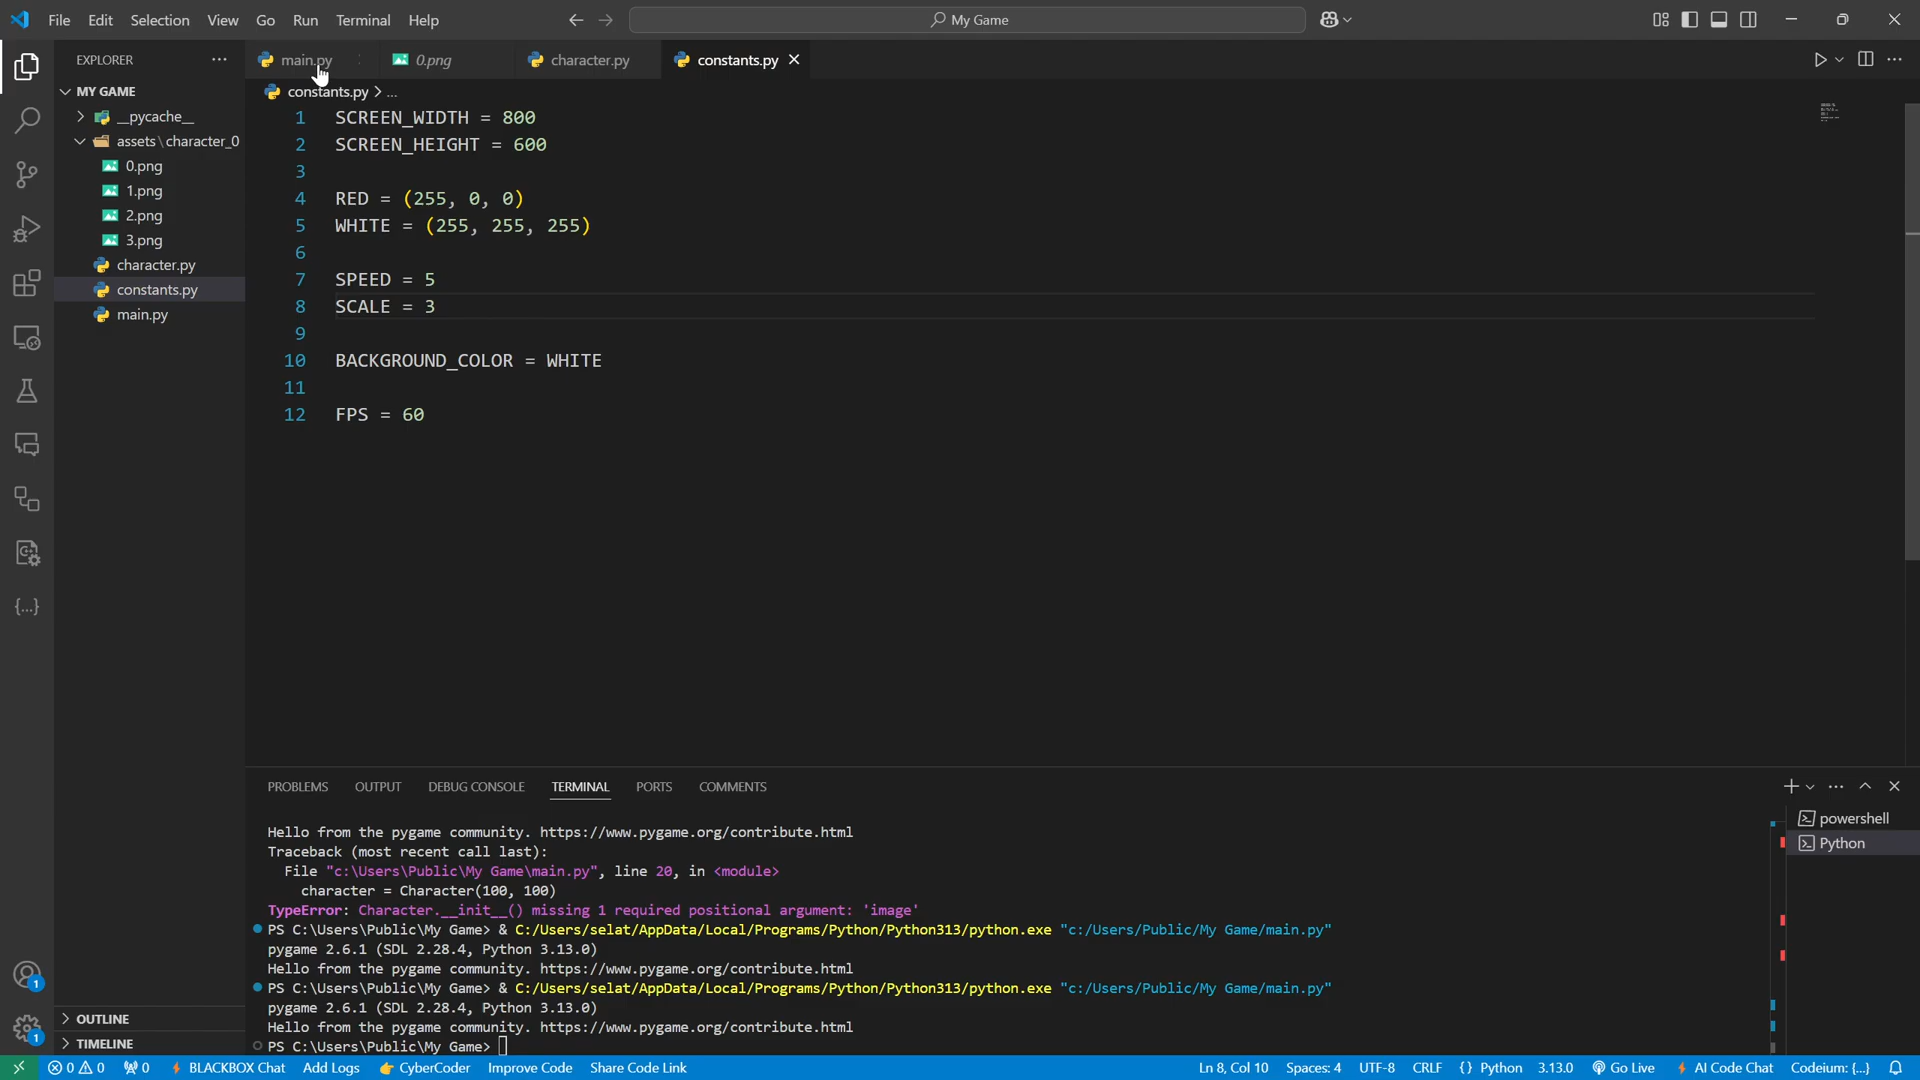 File Edit Selection View Go Run Terminal Help
My Game
EXPLORER
main.py
0.png
character.py
constants.py
MY GAME
constants.py > ...
__pycache__
assets\character_0
0.png
1.png
2.png
3.png
character.py
constants.py
main.py
1 SCREEN_WIDTH = 800
2 SCREEN_HEIGHT = 600
3
4 RED = (255, 0, 0)
5 WHITE = (255, 255, 255)
6
7 SPEED = 5
8 SCALE = 3
9
10 BACKGROUND_COLOR = WHITE
11
12 FPS = 60
PROBLEMS OUTPUT DEBUG CONSOLE TERMINAL PORTS COMMENTS
powershell
Python
Hello from the pygame community. https://www.pygame.org/contribute.html
Traceback (most recent call last):
File "c:\Users\Public\My Game\main.py", line 20, in <module>
character = Character(100, 100)
TypeError: Character.__init__() missing 1 required positional argument: 'image'
PS C:\Users\Public\My Game> & C:/Users/selat/AppData/Local/Programs/Python/Python313/python.exe "c:/Users/Public/My Game/main.py"
pygame 2.6.1 (SDL 2.28.4, Python 3.13.0)
Hello from the pygame community. https://www.pygame.org/contribute.html
PS C:\Users\Public\My Game> & C:/Users/selat/AppData/Local/Programs/Python/Python313/python.exe "c:/Users/Public/My Game/main.py"
pygame 2.6.1 (SDL 2.28.4, Python 3.13.0)
Hello from the pygame community. https://www.pygame.org/contribute.html
PS C:\Users\Public\My Game>
1
OUTLINE
1
TIMELINE
0 0 0 BLACKBOX Chat Add Logs CyberCoder Improve Code Share Code Link Ln 8, Col 10 Spaces: 4 UTF-8 CRLF {} Python 3.13.0 Go Live AI Code Chat Codeium: {...}